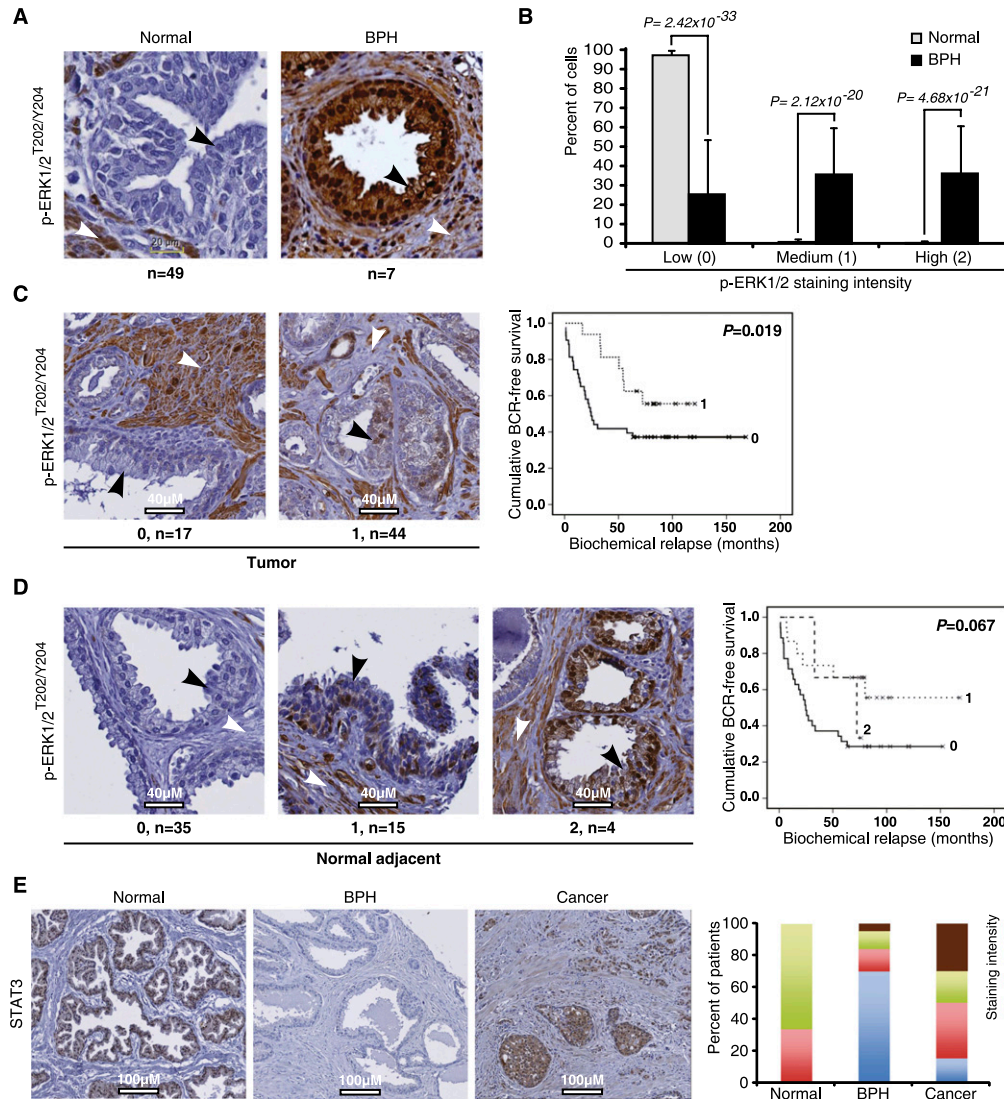 A
Normal
BPH
p-ERK1/2^T202/Y204
20 µm
n=49
n=7
B
P= 2.42x10^-33
P= 2.12x10^-20
P= 4.68x10^-21
Normal
BPH
Percent of cells
100
90
80
70
60
50
40
30
20
10
0
Low (0)
Medium (1)
High (2)
p-ERK1/2 staining intensity
C
p-ERK1/2^T202/Y204
40µM
40µM
0, n=17
1, n=44
Tumor
P=0.019
Cumulative BCR-free survival
1.0
0.8
0.6
0.4
0.2
0.0
1
0
0
50
100
150
200
Biochemical relapse (months)
D
p-ERK1/2^T202/Y204
40µM
40µM
40µM
0, n=35
1, n=15
2, n=4
Normal adjacent
P=0.067
Cumulative BCR-free survival
1.0
0.8
0.6
0.4
0.2
0.0
1
2
0
0
50
100
150
200
Biochemical relapse (months)
E
Normal
BPH
Cancer
STAT3
100µM
100µM
100µM
Percent of patients
100
80
60
40
20
0
Normal
BPH
Cancer
Staining intensity